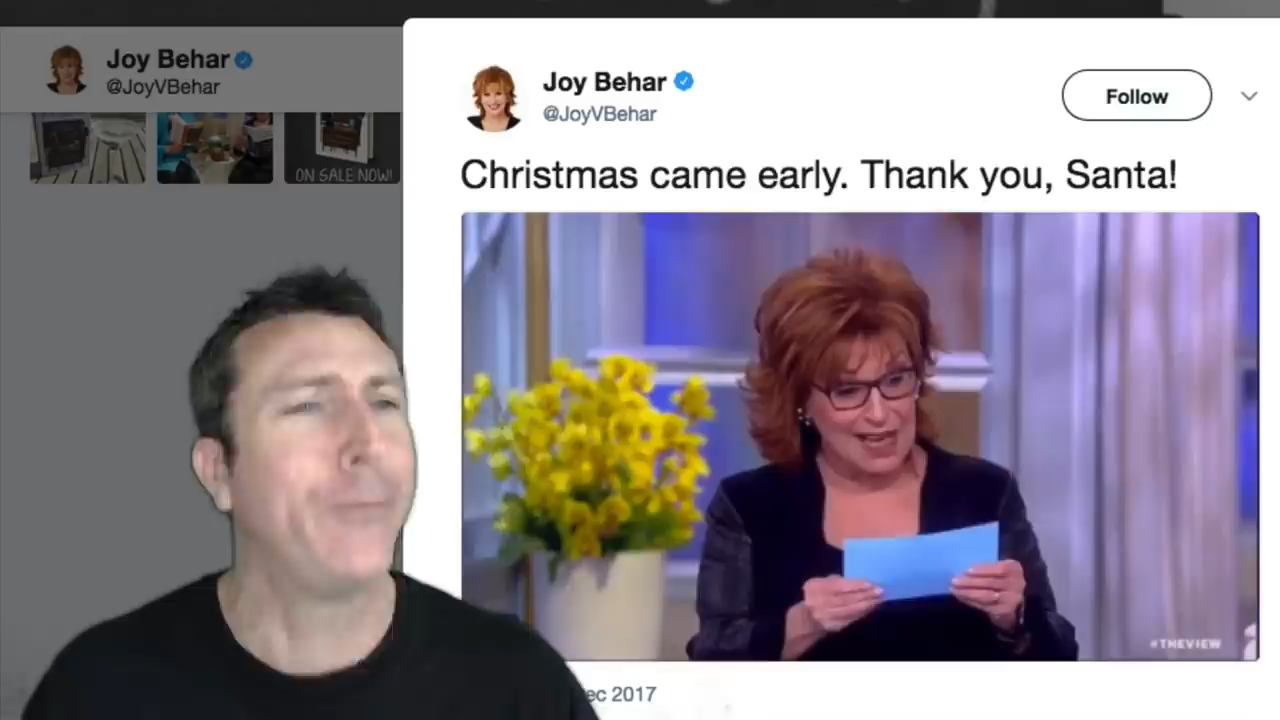 Joy Behar
@JoyVBehar
ON SALE NOW!
Joy Behar
@JoyVBehar
Follow
Christmas came early. Thank you, Santa!
#THEVIEW
ec 2017